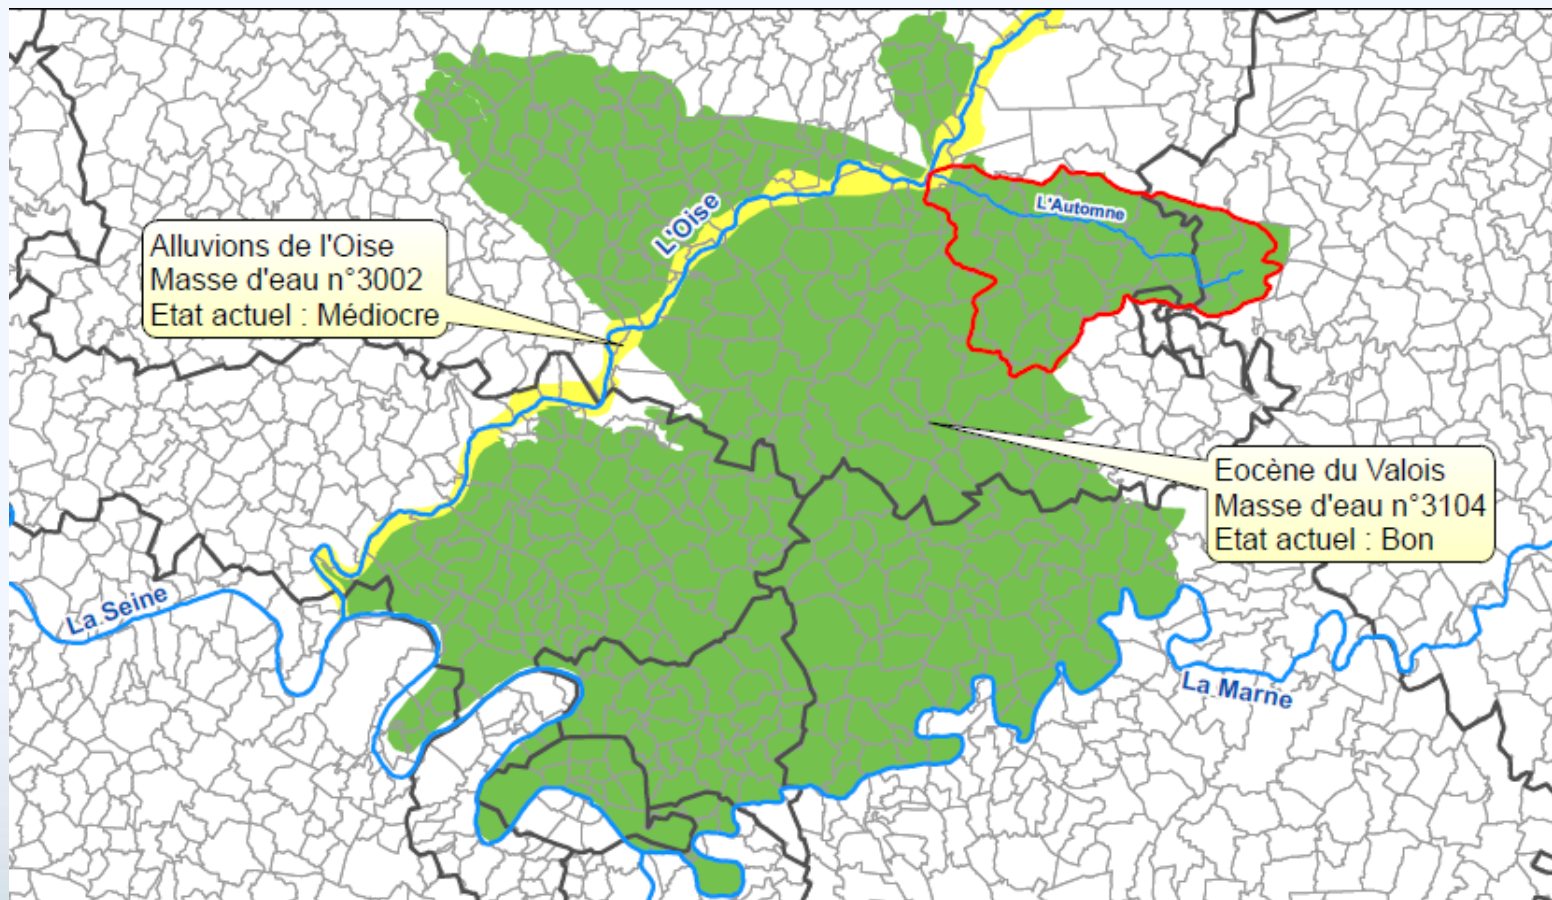 L'Automne
L'Oise
Alluvions de l'Oise
Masse d'eau n°3002
Etat actuel : Médiocre
Eocène du Valois
Masse d'eau n°3104
Etat actuel : Bon
La Seine
La Marne